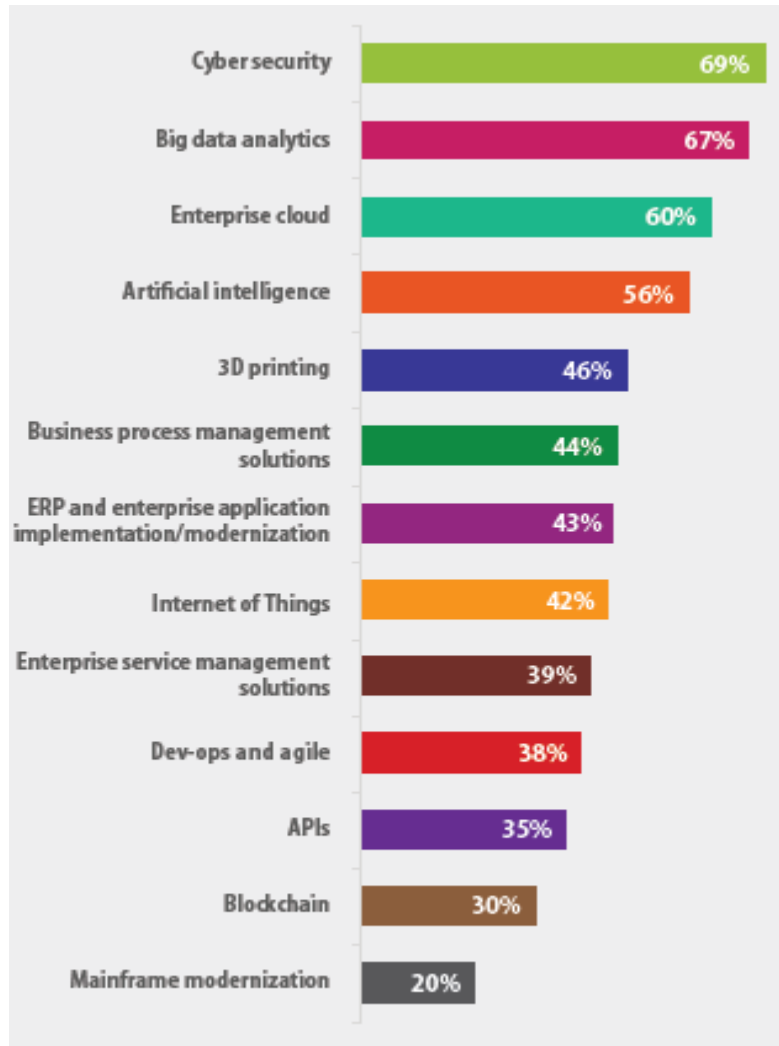 Cyber security
69%
Big data analytics
67%
Enterprise cloud
60%
Artificial intelligence
56%
3D printing
46%
Business process management
solutions
44%
ERP and enterprise application
implementation/modernization
43%
Internet of Things
42%
Enterprise service management
solutions
39%
Dev-ops and agile
38%
APIs
35%
Blockchain
30%
Mainframe modernization
20%